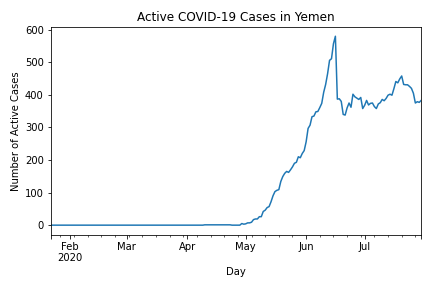 Active COVID-19 Cases in Yemen
600
500
400
300
200
100
0
Number of Active Cases
Feb Mar Apr May Jun Jul
2020
Day